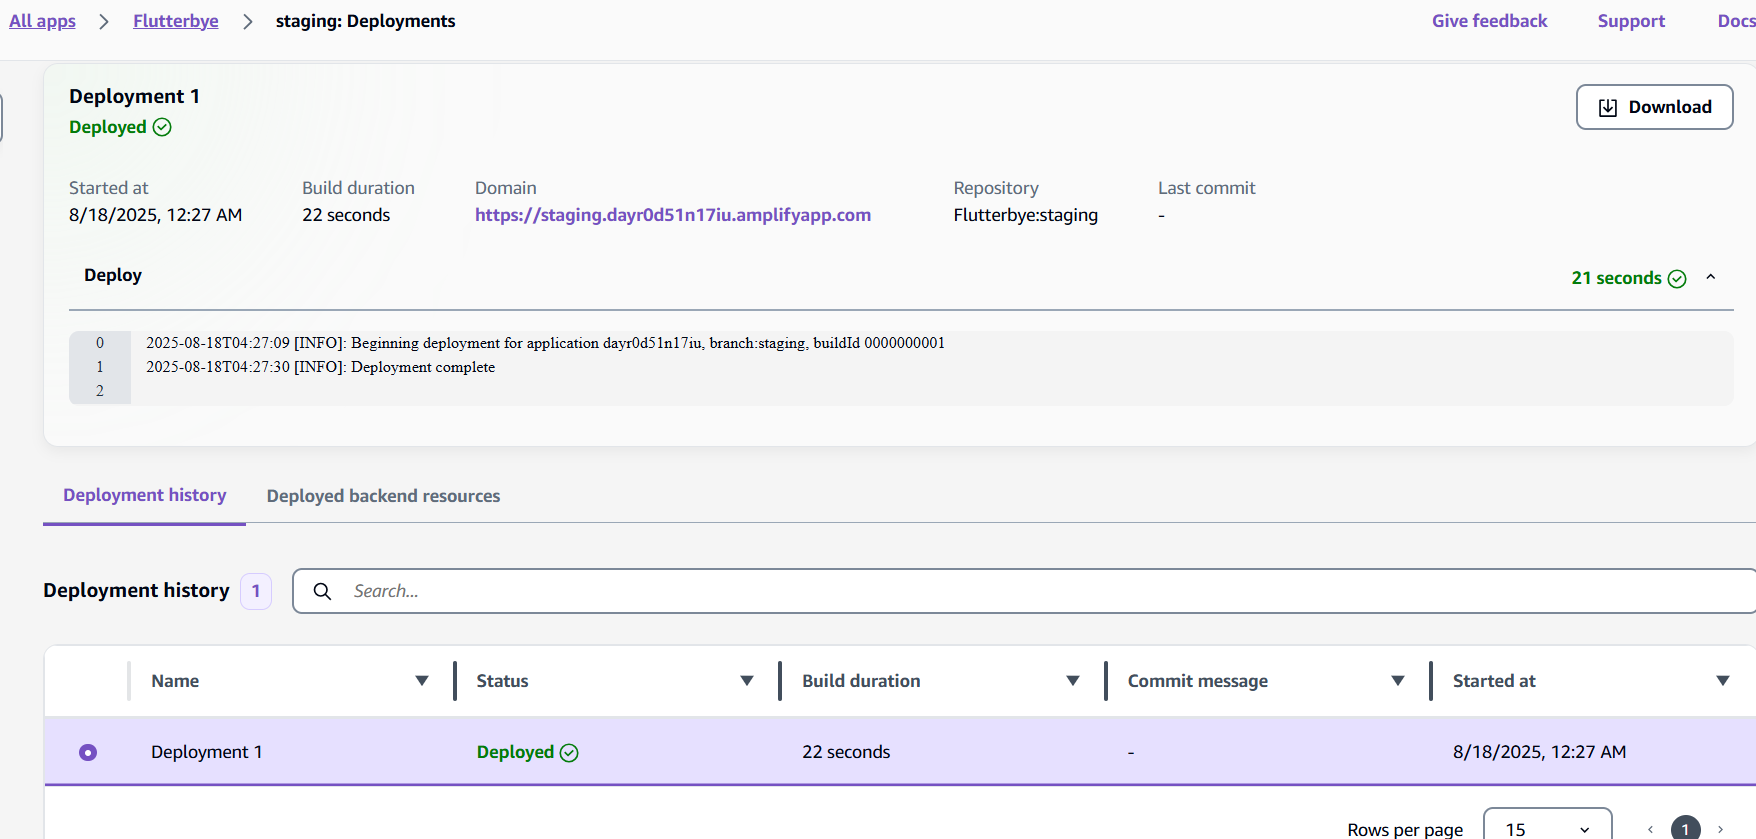 All apps > Flutterbye > staging: Deployments Give feedback Support Docs
Deployment 1
Deployed
Download
Started at Build duration Domain Repository Last commit
8/18/2025, 12:27 AM 22 seconds https://staging.dayr0d51n17iu.amplifyapp.com Flutterbye:staging -
Deploy 21 seconds
0 2025-08-18T04:27:09 [INFO]: Beginning deployment for application dayr0d51n17iu, branch:staging, buildId 0000000001
1 2025-08-18T04:27:30 [INFO]: Deployment complete
2
Deployment history Deployed backend resources
Deployment history 1 Search...
Name Status Build duration Commit message Started at
Deployment 1 Deployed 22 seconds - 8/18/2025, 12:27 AM
Rows per page 15 < 1 >